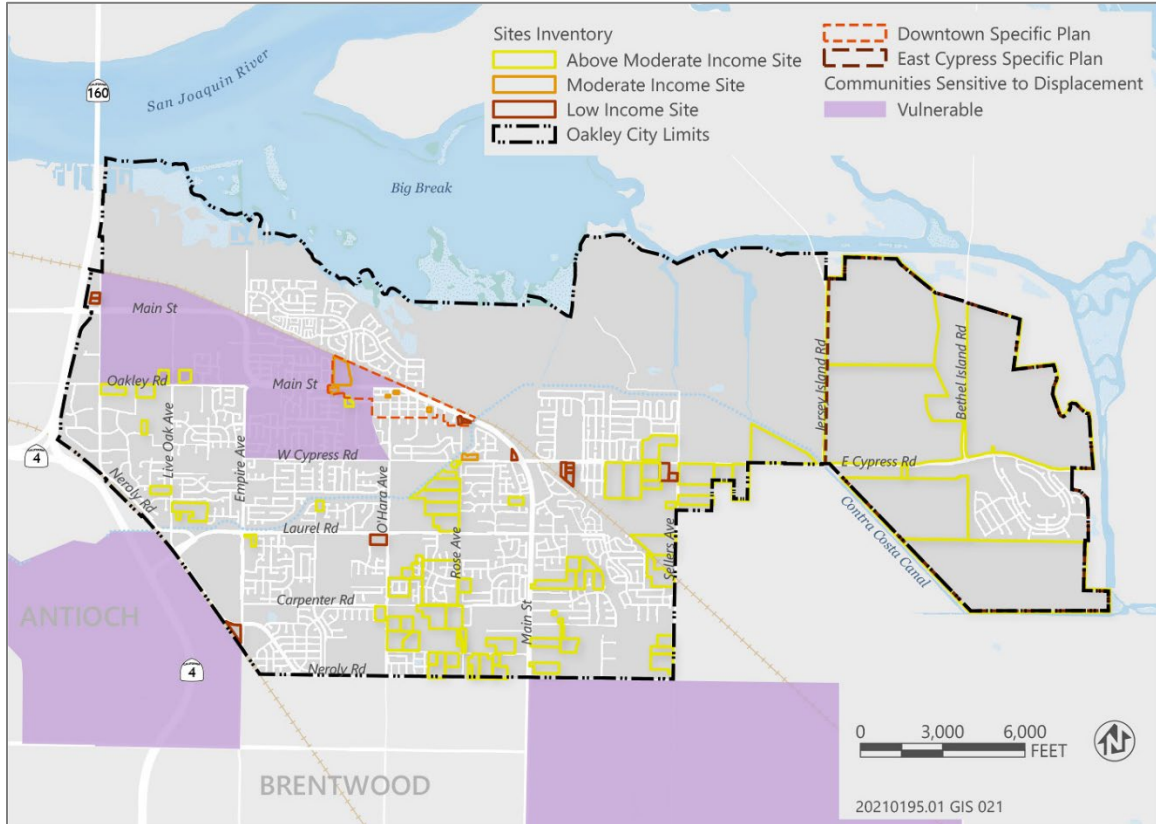 Sites Inventory
Above Moderate Income Site
Moderate Income Site
Low Income Site
Oakley City Limits
Downtown Specific Plan
East Cypress Specific Plan
Communities Sensitive to Displacement
Vulnerable
CALIFORNIA
160
San Joaquin River
Big Break
Main St
Oakley Rd
Main St
Live Oak Ave
Empire Ave
W Cypress Rd
O'Hara Ave
Rose Ave
Laurel Rd
Carpenter Rd
Neroly Rd
Neroly Rd
Main St
Sellers Ave
Jersey Island Rd
Bethel Island Rd
E Cypress Rd
Contra Costa Canal
CALIFORNIA
4
ANTIOCH
CALIFORNIA
4
BRENTWOOD
0 3,000 6,000
FEET
N
20210195.01 GIS 021